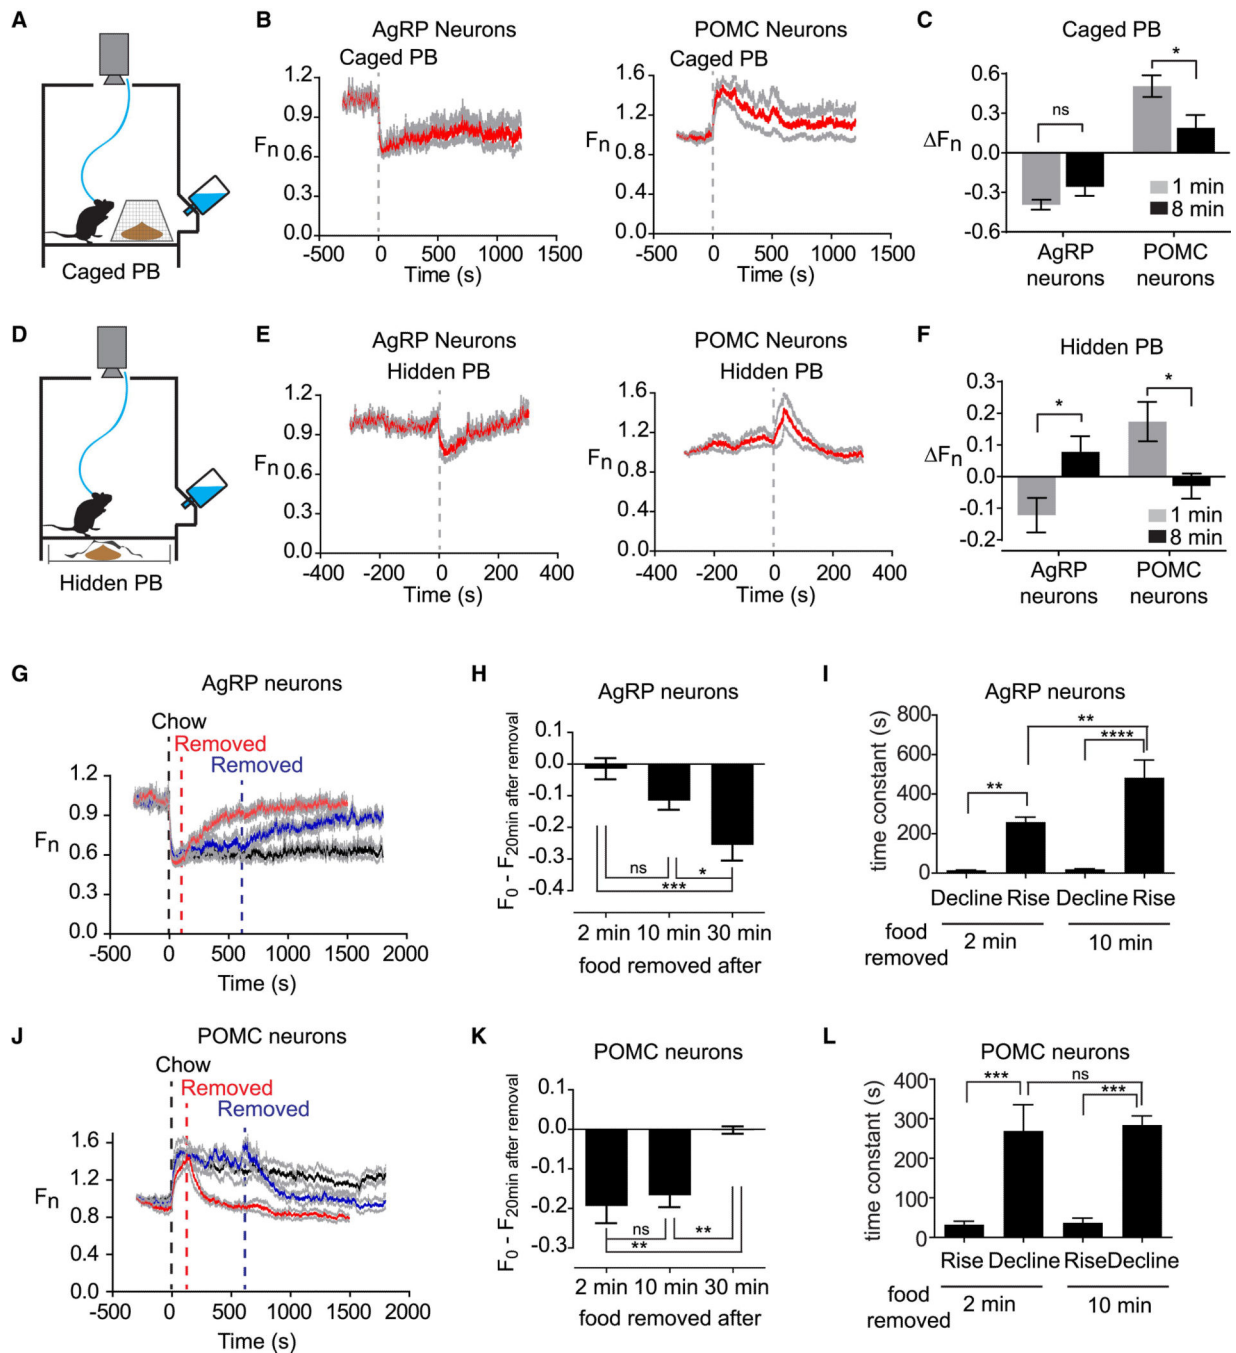 A
Caged PB
B
AgRP Neurons
Caged PB
1.2
0.9
Fn
0.6
0.3
0.0
-500 0 500 1000 1500
Time (s)
POMC Neurons
Caged PB
1.6
1.2
Fn
0.8
0.4
0.0
-500 0 500 1000 1500
Time (s)
C
Caged PB
*
ns
0.6
0.3
ΔFn
0.0
-0.3
-0.6
1 min
8 min
AgRP POMC
neurons neurons
D
Hidden PB
E
AgRP Neurons
Hidden PB
1.2
0.9
Fn
0.6
0.3
0.0
-400 -200 0 200 400
Time (s)
POMC Neurons
Hidden PB
1.6
1.2
Fn
0.8
0.4
0.0
-400 -200 0 200 400
Time (s)
F
Hidden PB
*
*
0.3
0.2
0.1
ΔFn
0.0
-0.1
-0.2
1 min
8 min
AgRP POMC
neurons neurons
G
AgRP neurons
Chow
Removed
Removed
1.2
0.9
Fn
0.6
0.3
0.0
-500 0 500 1000 1500 2000
Time (s)
H
AgRP neurons
F0 - F20min after removal
0.1
0.0
-0.1
-0.2
-0.3
-0.4
ns
*
***
2 min 10 min 30 min
food removed after
I
AgRP neurons
time constant (s)
800
600
400
200
0
**
****
**
Decline Rise Decline Rise
food
removed
2 min 10 min
J
POMC neurons
Chow
Removed
Removed
1.6
1.2
Fn
0.8
0.4
0.0
-500 0 500 1000 1500 2000
Time (s)
K
POMC neurons
F0 - F20min after removal
0.1
0.0
-0.1
-0.2
-0.3
ns
**
**
2 min 10 min 30 min
food removed after
L
POMC neurons
time constant (s)
400
300
200
100
0
***
ns
***
Rise Decline Rise Decline
food
removed
2 min 10 min